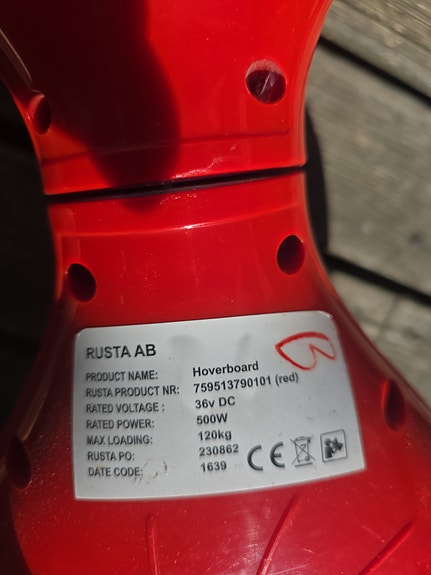 RUSTA AB
PRODUCT NAME: Hoverboard
RUSTA PRODUCT NR: 759513790101 (red)
RATED VOLTAGE : 36v DC
RATED POWER: 500W
MAX LOADING: 120kg
RUSTA PO: 230862
DATE CODE: 1639
CE